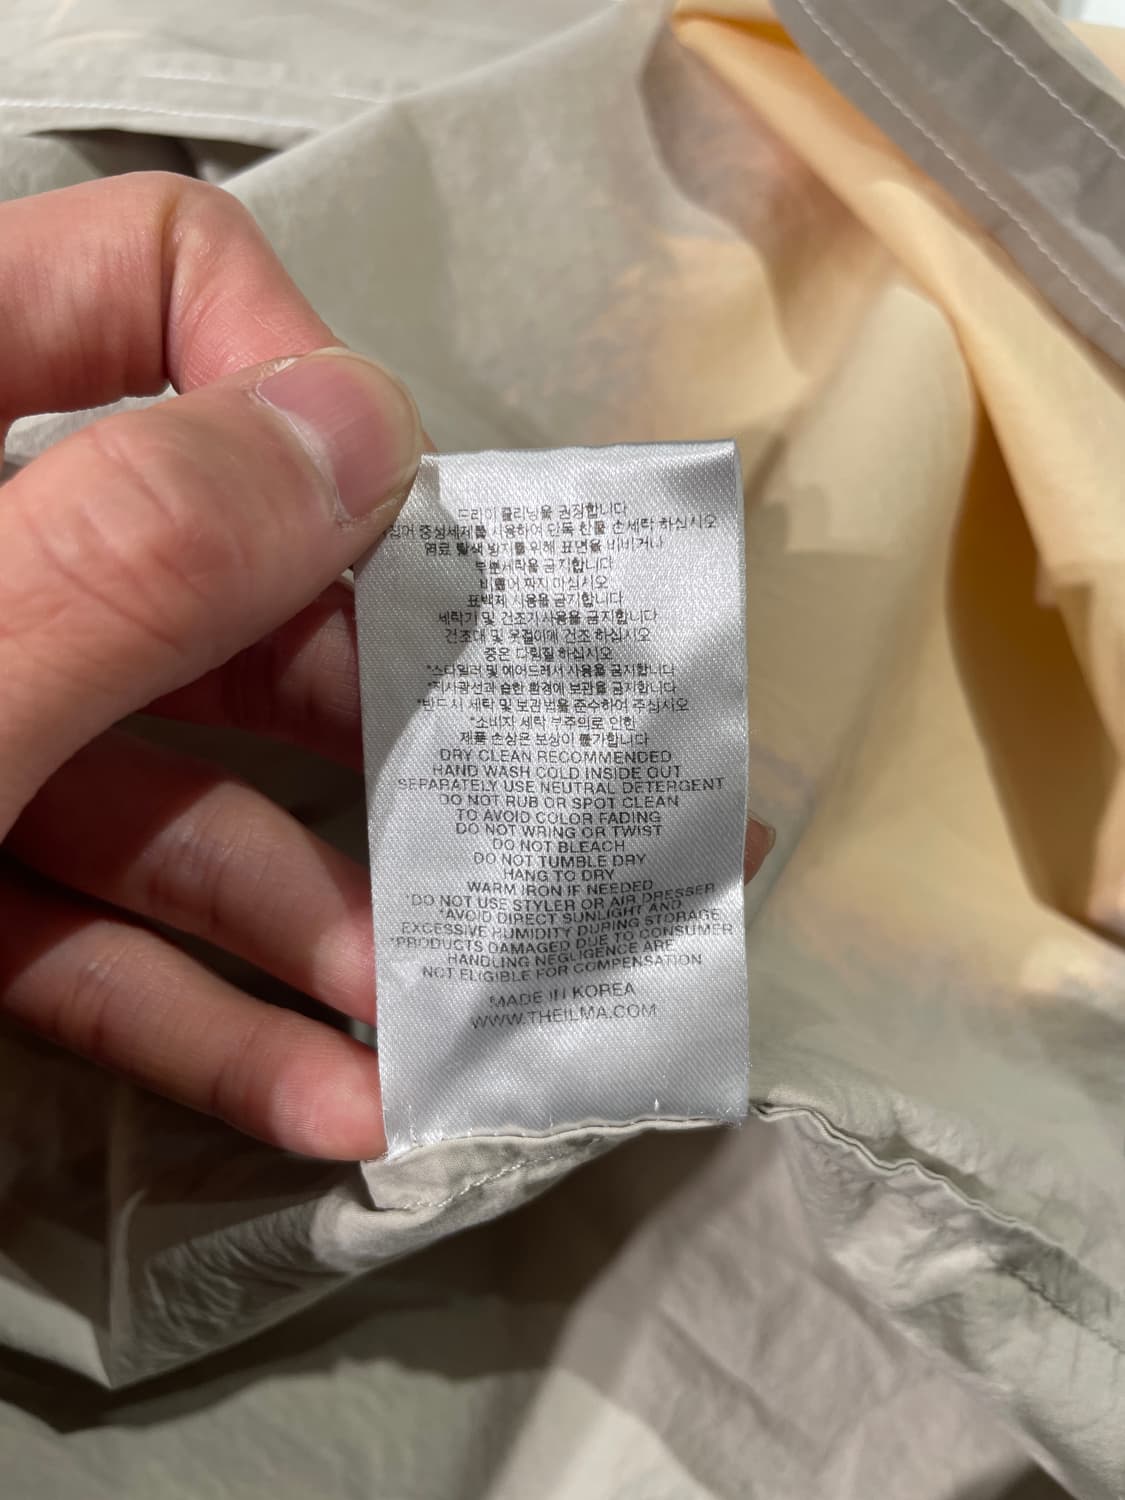 드라이 클리닝을 권장합니다
중성세제를 사용하여 단독 찬물 손세탁 하십시오
염료 탈색 방지를 위해 표면을 비비거나
부분세탁을 금지합니다
비틀어 짜지 마십시오
표백제 사용을 금지합니다
세탁기 및 건조기 사용을 금지합니다
건조대 및 옷걸이에 건조 하십시오
중온 다림질 하십시오
*스타일러 및 에어드레서 사용을 금지합니다
*직사광선과 습한 환경에 보관을 금지합니다
*반드시 세탁 및 보관법을 준수하여 주십시오
*소비자 세탁 부주의로 인한
제품 손상은 보상이 불가합니다
DRY CLEAN RECOMMENDED
HAND WASH COLD INSIDE OUT
SEPARATELY USE NEUTRAL DETERGENT
DO NOT RUB OR SPOT CLEAN
TO AVOID COLOR FADING
DO NOT WRING OR TWIST
DO NOT BLEACH
DO NOT TUMBLE DRY
HANG TO DRY
WARM IRON IF NEEDED
*DO NOT USE STYLER OR AIR DRESSER
*AVOID DIRECT SUNLIGHT AND
EXCESSIVE HUMIDITY DURING STORAGE
*PRODUCTS DAMAGED DUE TO CONSUMER
HANDLING NEGLIGENCE ARE
NOT ELIGIBLE FOR COMPENSATION
MADE IN KOREA
WWW.THEILMA.COM